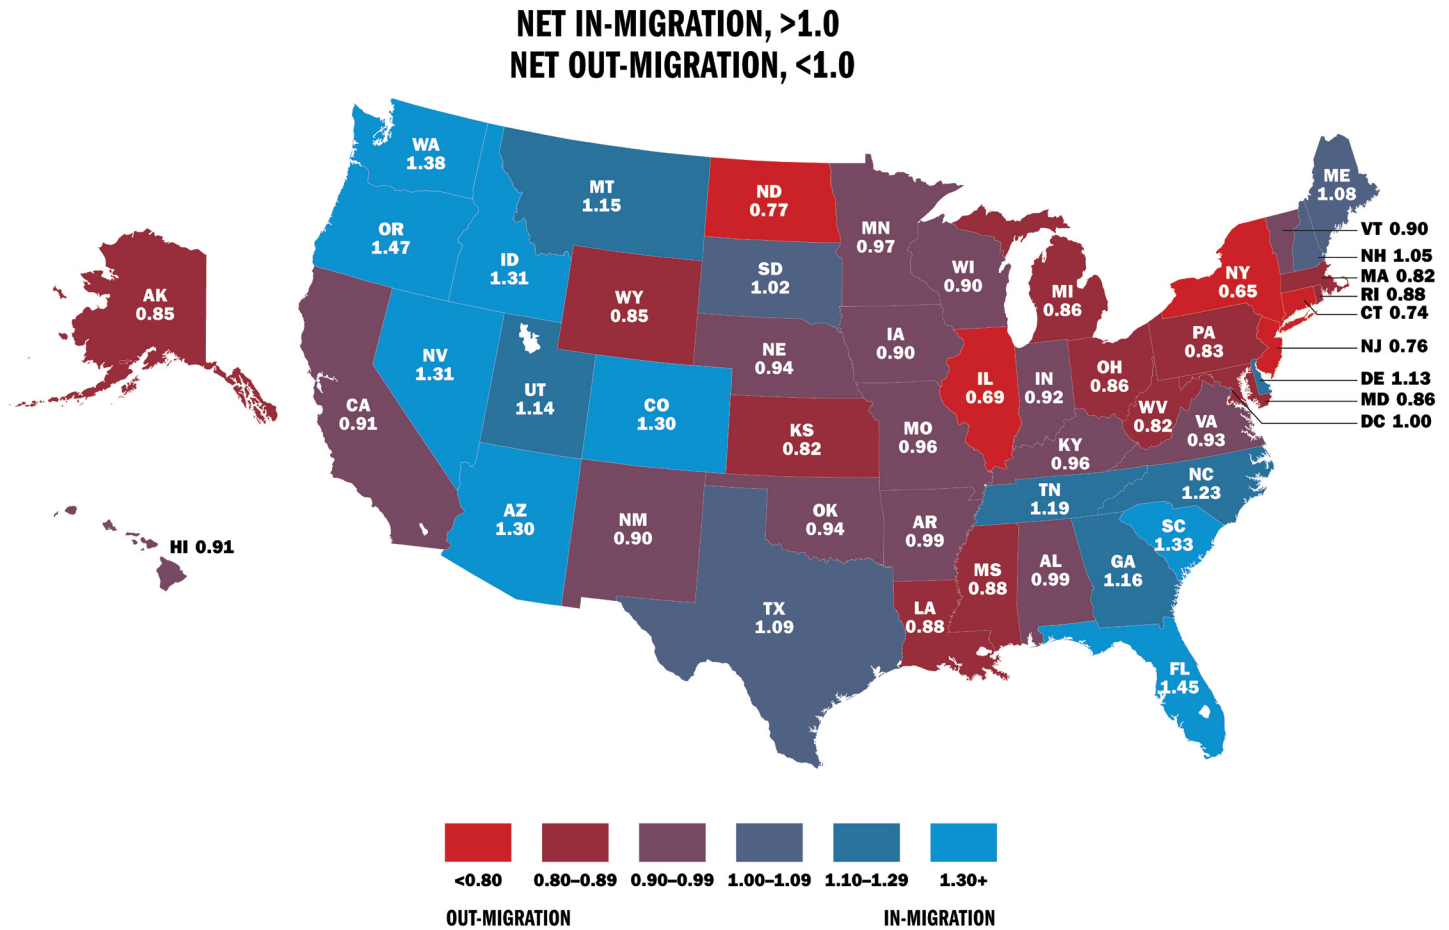 NET IN-MIGRATION, >1.0
NET OUT-MIGRATION, <1.0
WA
1.38
MT
1.15
ND
0.77
ME
1.08
OR
1.47
MN
0.97
VT 0.90
ID
1.31
SD
1.02
WI
0.90
NH 1.05
NY
0.65
MA 0.82
AK
0.85
WY
0.85
MI
0.86
RI 0.88
CT 0.74
PA
0.83
NJ 0.76
IA
0.90
NE
0.94
NV
1.31
OH
0.86
DE 1.13
IL
0.69
IN
0.92
UT
1.14
MD 0.86
CA
0.91
CO
1.30
WV
0.82
DC 1.00
KS
0.82
MO
0.96
VA
0.93
KY
0.96
NC
1.23
TN
1.19
AZ
1.30
NM
0.90
OK
0.94
AR
0.99
SC
1.33
HI 0.91
MS
0.88
AL
0.99
GA
1.16
TX
1.09
LA
0.88
FL
1.45
<0.80
0.80–0.89
0.90–0.99
1.00–1.09
1.10–1.29
1.30+
OUT-MIGRATION
IN-MIGRATION